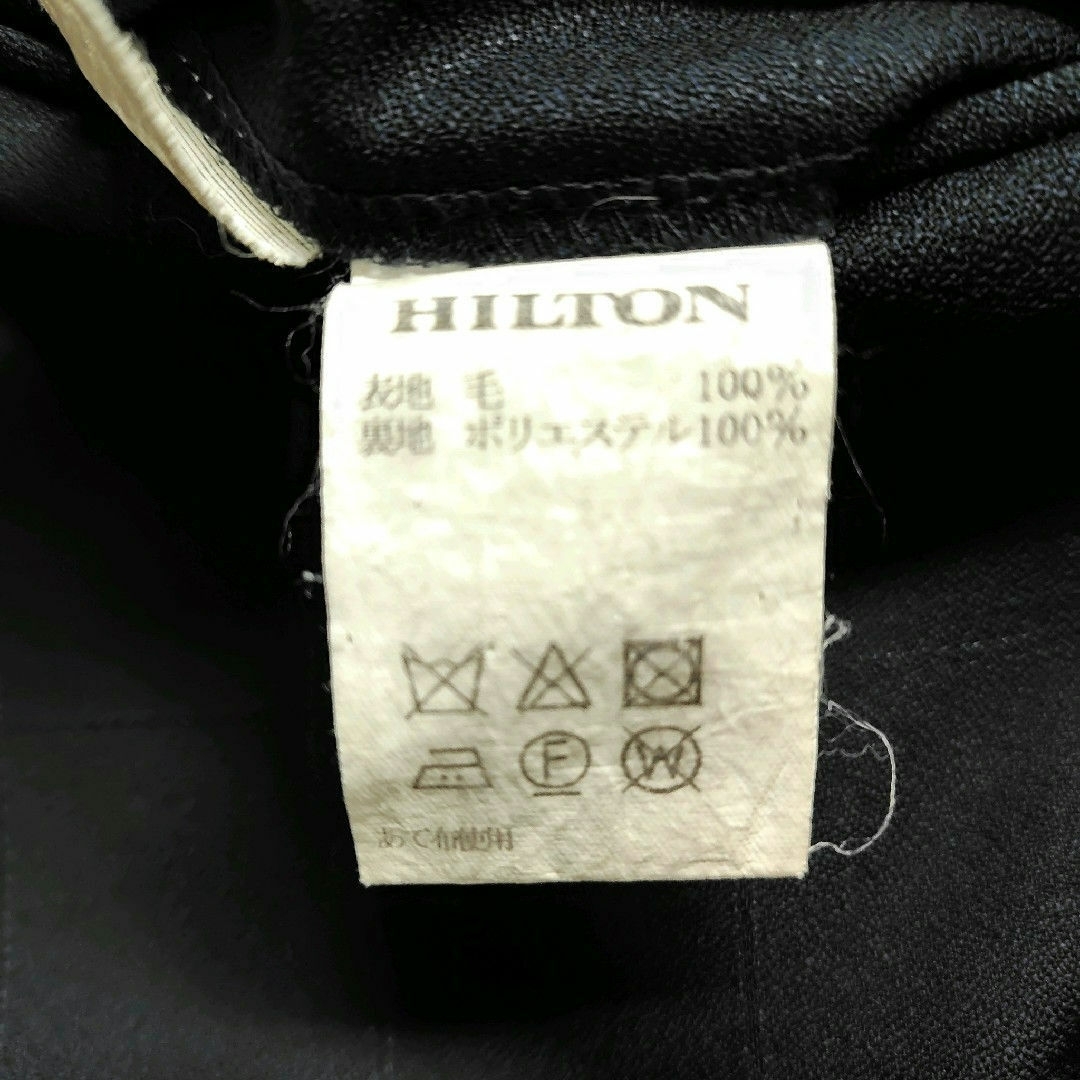 HILTON
表地 毛 100%
裏地 ポリエステル100%
F W
あて布使用